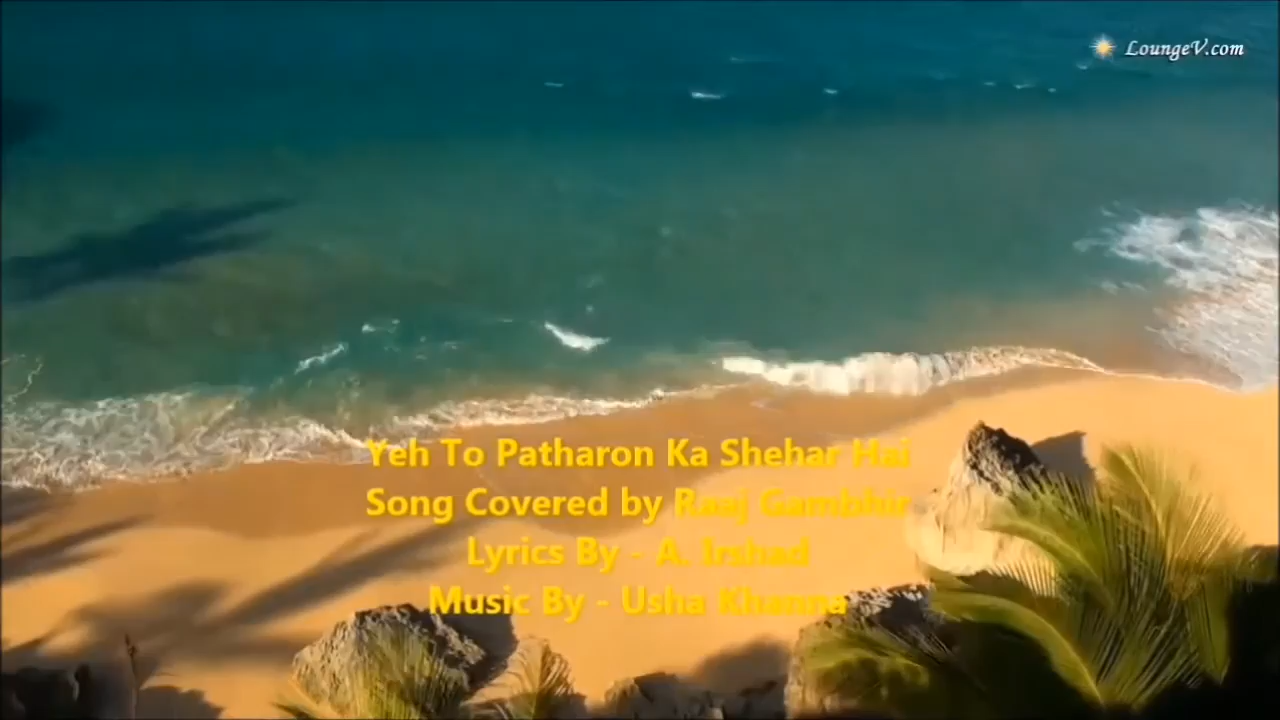 LoungeV.com
Yeh To Patharon Ka Shehar Hai
Song Covered by Raaj Gambhir
Lyrics By - A. Irshad
Music By - Usha Khanna